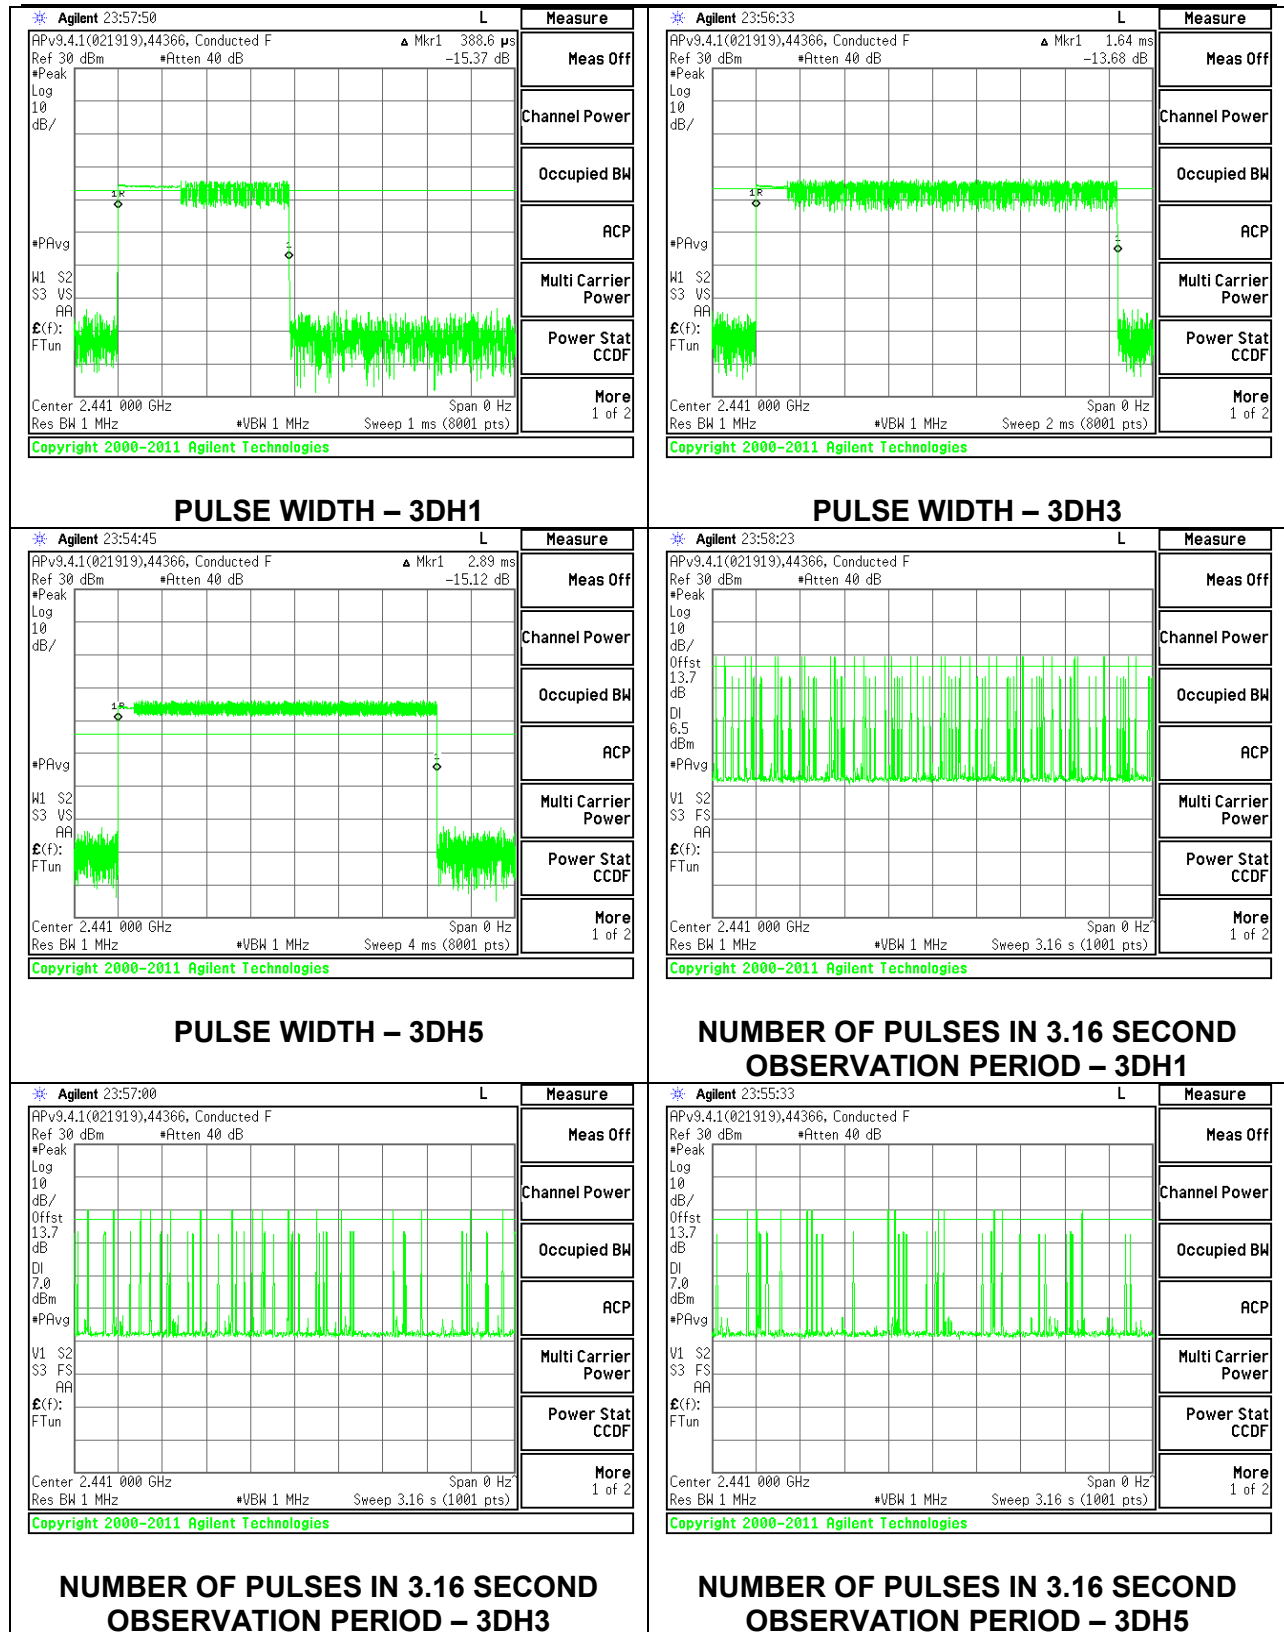 Agilent 23:57:50 L Measure
APv9.4.1(021919),44366, Conducted F Δ Mkr1 388.6 µs
Ref 30 dBm #Atten 40 dB -15.37 dB
#Peak
Log
10
dB/
1R
1
#PAvg
W1 S2
S3 VS
AA
£(f):
FTun
Center 2.441 000 GHz Span 0 Hz
Res BW 1 MHz #VBW 1 MHz Sweep 1 ms (8001 pts)
Copyright 2000-2011 Agilent Technologies
Meas Off
Channel Power
Occupied BW
ACP
Multi Carrier
Power
Power Stat
CCDF
More
1 of 2
PULSE WIDTH – 3DH1
Agilent 23:56:33 L Measure
APv9.4.1(021919),44366, Conducted F Δ Mkr1 1.64 ms
Ref 30 dBm #Atten 40 dB -13.68 dB
#Peak
Log
10
dB/
1R
1
#PAvg
W1 S2
S3 VS
AA
£(f):
FTun
Center 2.441 000 GHz Span 0 Hz
Res BW 1 MHz #VBW 1 MHz Sweep 2 ms (8001 pts)
Copyright 2000-2011 Agilent Technologies
Meas Off
Channel Power
Occupied BW
ACP
Multi Carrier
Power
Power Stat
CCDF
More
1 of 2
PULSE WIDTH – 3DH3
Agilent 23:54:45 L Measure
APv9.4.1(021919),44366, Conducted F Δ Mkr1 2.89 ms
Ref 30 dBm #Atten 40 dB -15.12 dB
#Peak
Log
10
dB/
1R
1
#PAvg
W1 S2
S3 VS
AA
£(f):
FTun
Center 2.441 000 GHz Span 0 Hz
Res BW 1 MHz #VBW 1 MHz Sweep 4 ms (8001 pts)
Copyright 2000-2011 Agilent Technologies
Meas Off
Channel Power
Occupied BW
ACP
Multi Carrier
Power
Power Stat
CCDF
More
1 of 2
PULSE WIDTH – 3DH5
Agilent 23:58:23 L Measure
APv9.4.1(021919),44366, Conducted F
Ref 30 dBm #Atten 40 dB
#Peak
Log
10
dB/
Offst
13.7
dB
DI
6.5
dBm
#PAvg
V1 S2
S3 FS
AA
£(f):
FTun
Center 2.441 000 GHz Span 0 Hz^
Res BW 1 MHz #VBW 1 MHz Sweep 3.16 s (1001 pts)
Copyright 2000-2011 Agilent Technologies
Meas Off
Channel Power
Occupied BW
ACP
Multi Carrier
Power
Power Stat
CCDF
More
1 of 2
NUMBER OF PULSES IN 3.16 SECOND
OBSERVATION PERIOD – 3DH1
Agilent 23:57:00 L Measure
APv9.4.1(021919),44366, Conducted F
Ref 30 dBm #Atten 40 dB
#Peak
Log
10
dB/
Offst
13.7
dB
DI
7.0
dBm
#PAvg
V1 S2
S3 FS
AA
£(f):
FTun
Center 2.441 000 GHz Span 0 Hz^
Res BW 1 MHz #VBW 1 MHz Sweep 3.16 s (1001 pts)
Copyright 2000-2011 Agilent Technologies
Meas Off
Channel Power
Occupied BW
ACP
Multi Carrier
Power
Power Stat
CCDF
More
1 of 2
NUMBER OF PULSES IN 3.16 SECOND
OBSERVATION PERIOD – 3DH3
Agilent 23:55:33 L Measure
APv9.4.1(021919),44366, Conducted F
Ref 30 dBm #Atten 40 dB
#Peak
Log
10
dB/
Offst
13.7
dB
DI
7.0
dBm
#PAvg
V1 S2
S3 FS
AA
£(f):
FTun
Center 2.441 000 GHz Span 0 Hz^
Res BW 1 MHz #VBW 1 MHz Sweep 3.16 s (1001 pts)
Copyright 2000-2011 Agilent Technologies
Meas Off
Channel Power
Occupied BW
ACP
Multi Carrier
Power
Power Stat
CCDF
More
1 of 2
NUMBER OF PULSES IN 3.16 SECOND
OBSERVATION PERIOD – 3DH5